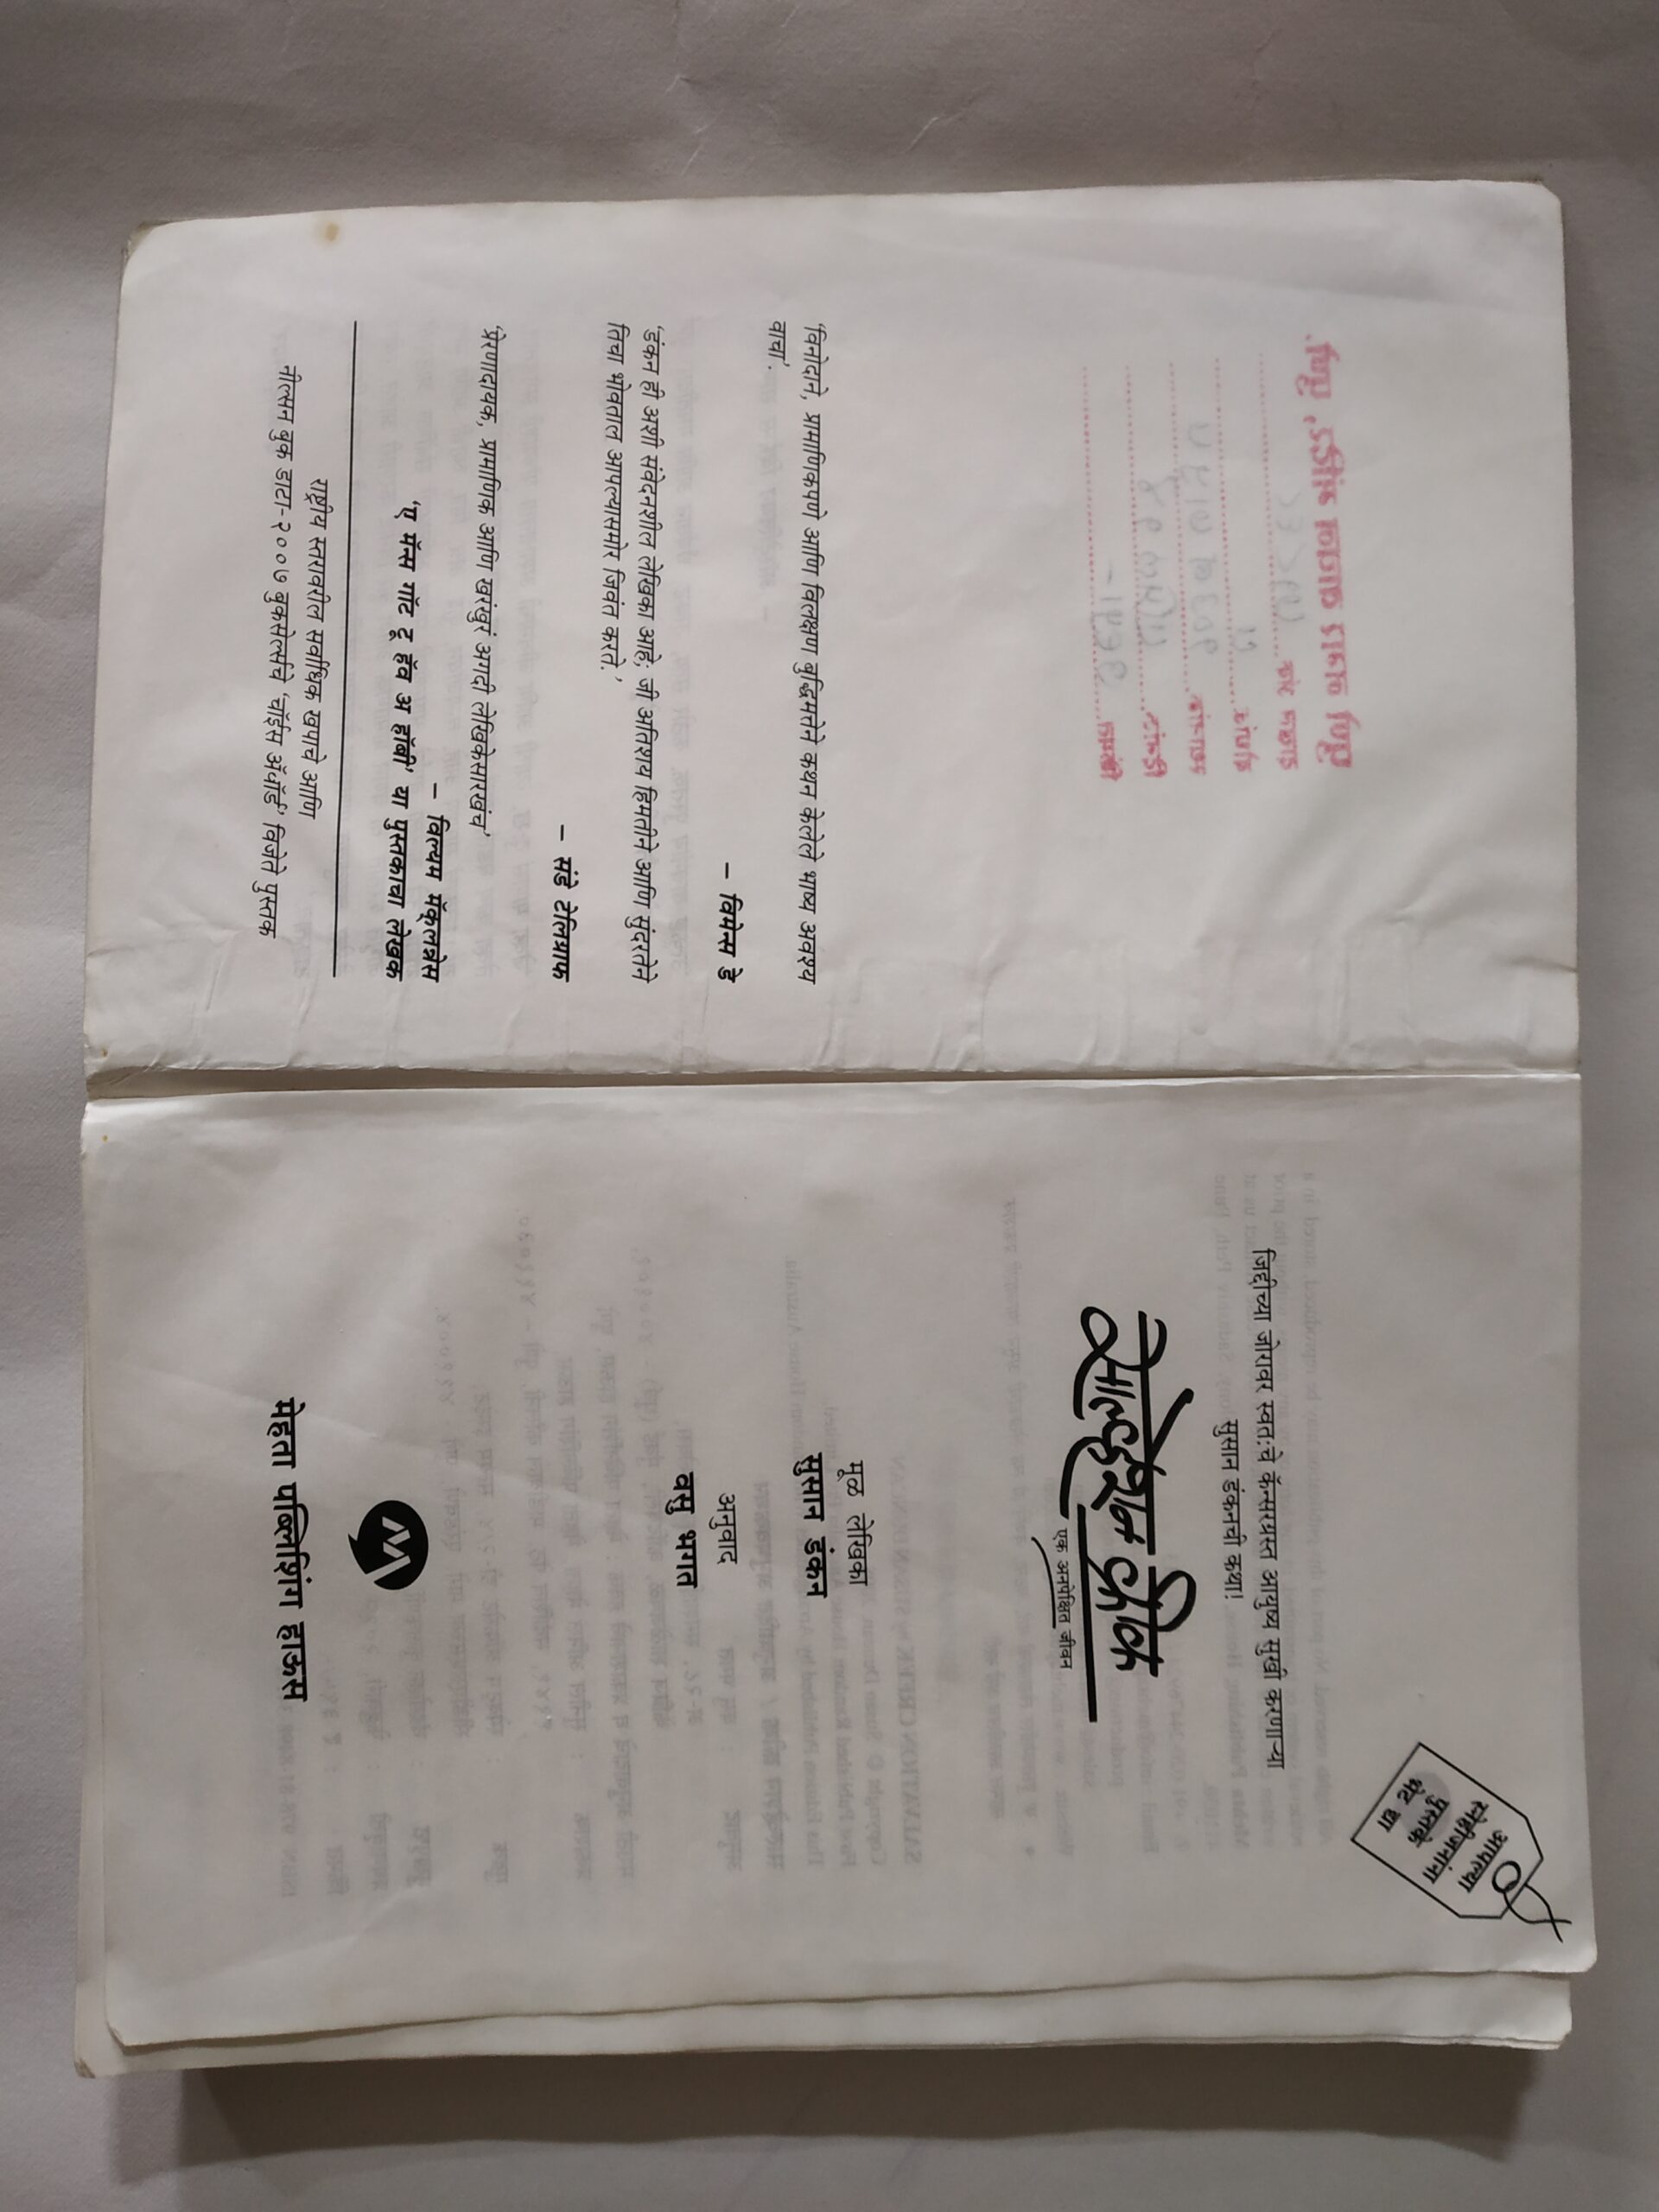 ‘विनोदाने, प्रामाणिकपणे आणि विलक्षण बुद्धिमत्तेने कथन केलेले भाष्य अवश्य
वाचा’.
– विमेन्स डे
‘डंकन ही अशी संवेदनशील लेखिका आहे; जी अतिशय हिमतीने आणि सुंदरतेने
तिचा भोवताल आपल्यासमोर जिवंत करते.’
– संडे टेलिग्राफ
‘प्रेरणादायक, प्रामाणिक आणि खरंखुरं अगदी लेखिकेसारखंच’
– विल्यम मॅक्लन्नेस
‘ए मॅन्स गॉट टू हॅव अ हॉबी’ या पुस्तकाचा लेखक
राष्ट्रीय स्तरावरील सर्वाधिक खपाचे आणि
नील्सन बुक डाटा-२००७ बुकसेलर्सचे ‘चॉईस अ‍ॅवॉर्ड’ विजेते पुस्तक
आपल्या
स्नेहीजनांना
पुस्तके
भेट द्या
जिद्दीच्या जोरावर स्वतःचे कॅन्सरग्रस्त आयुष्य सुखी करणाऱ्या
सुसान डंकनची कथा!
साल्व्हेशन क्रीक
एक अनपेक्षित जीवन
मूळ लेखिका
सुसान डंकन
अनुवाद
वसु भगत
मेहता पब्लिशिंग हाऊस